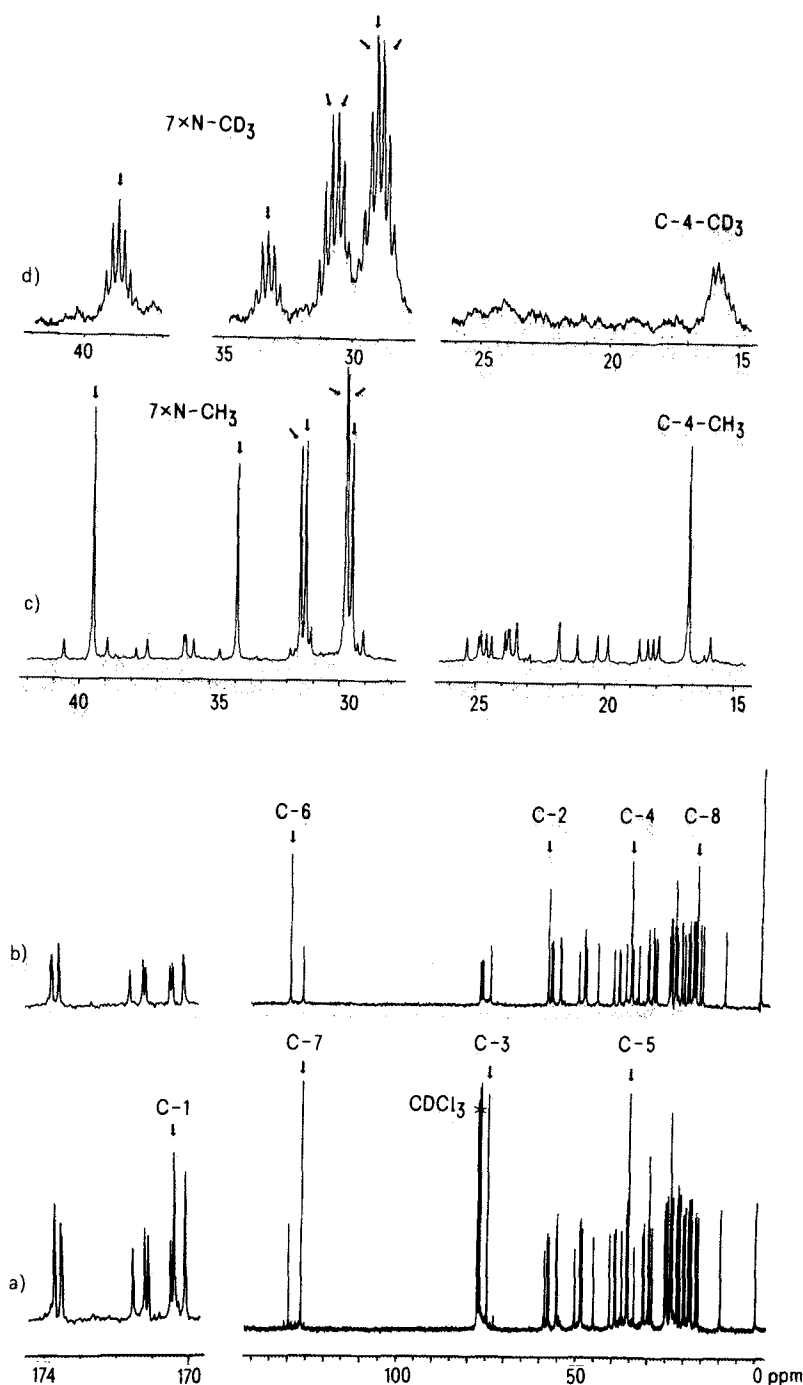 7×N-CD₃
C-4-CD₃
d)
40 35 30 25 20 15
7×N-CH₃
C-4-CH₃
c)
40 35 30 25 20 15
C-6 C-2 C-4 C-8
b)
C-7 C-3 C-5
C-1
CDCl₃ *
a)
174 170 100 50 0 ppm